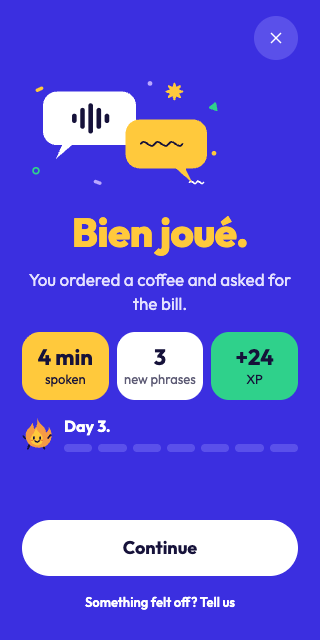 Bien joué.
You ordered a coffee and asked for
the bill.
4 min
spoken
3
new phrases
+24
XP
Day 3.
Continue
Something felt off? Tell us